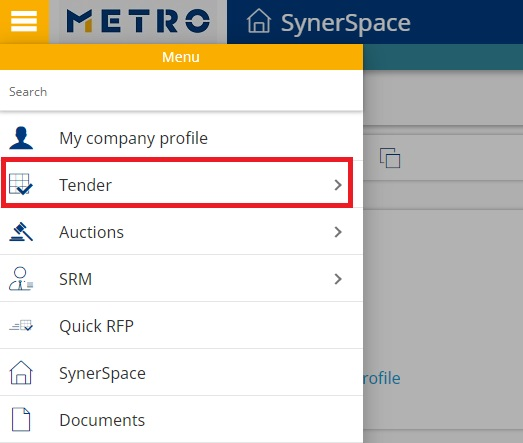 METRO
SynerSpace
Menu
Search
My company profile
Tender
Auctions
SRM
Quick RFP
SynerSpace
rofile
Documents